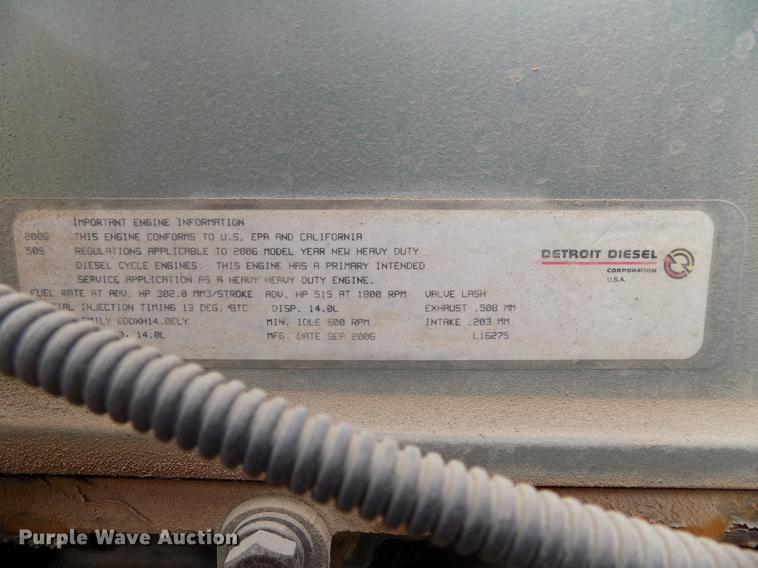 IMPORTANT ENGINE INFORMATION
2006 THIS ENGINE CONFORMS TO U.S. EPA AND CALIFORNIA
50S REGULATIONS APPLICABLE TO 2006 MODEL YEAR NEW HEAVY DUTY
DIESEL CYCLE ENGINES. THIS ENGINE HAS A PRIMARY INTENDED
SERVICE APPLICATION AS A HEAVY HEAVY DUTY ENGINE.
FUEL RATE AT ADV. HP 302.0 MM3/STROKE ADV. HP 515 AT 1800 RPM VALVE LASH
INJECTION TIMING 13 DEG. BTC DISP. 14.0L EXHAUST .508 MM
6DDXH14.0ELY MIN. IDLE 600 RPM INTAKE .203 MM
14.0L MFG. DATE SEP 2006 L16275
DETROIT DIESEL
CORPORATION
U.S.A.
Purple Wave Auction